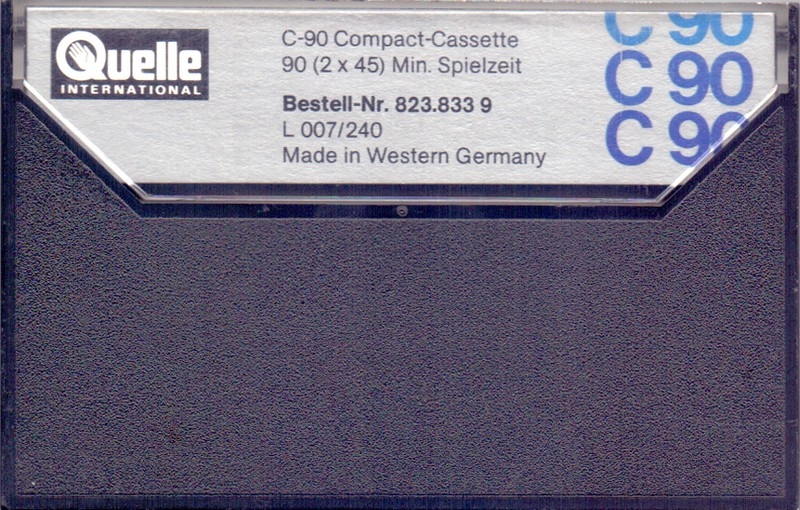 Quelle
INTERNATIONAL
C-90 Compact-Cassette
90 (2 x 45) Min. Spielzeit
Bestell-Nr. 823.833 9
L 007/240
Made in Western Germany
C 90
C 90
C 90